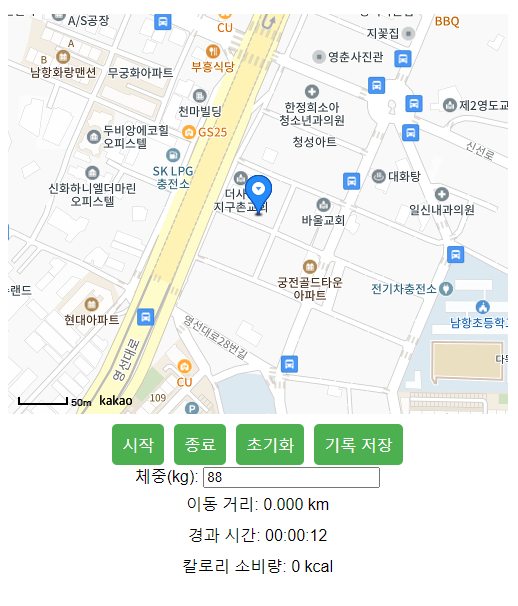 A/S공장
CU
지꽃집
BBQ
A
B
남항화랑맨션
무궁화아파트
부흥식당
영춘사진관
천마빌딩
한정희소아
청소년과의원
제2영도교
두비앙에코힐
오피스텔
GS25
청성아트
신선로
SK LPG
충전소
대화탕
신화하니엘더마린
오피스텔
더사
지구촌교회
바울교회
일신내과의원
궁전골드타운
아파트
전기차충전소
랜드
현대아파트
영선대로
영선대로28번길
남항초등학교
CU
다목
50m
kakao
109
P
시작
종료
초기화
기록 저장
체중(kg): 88
이동 거리: 0.000 km
경과 시간: 00:00:12
칼로리 소비량: 0 kcal